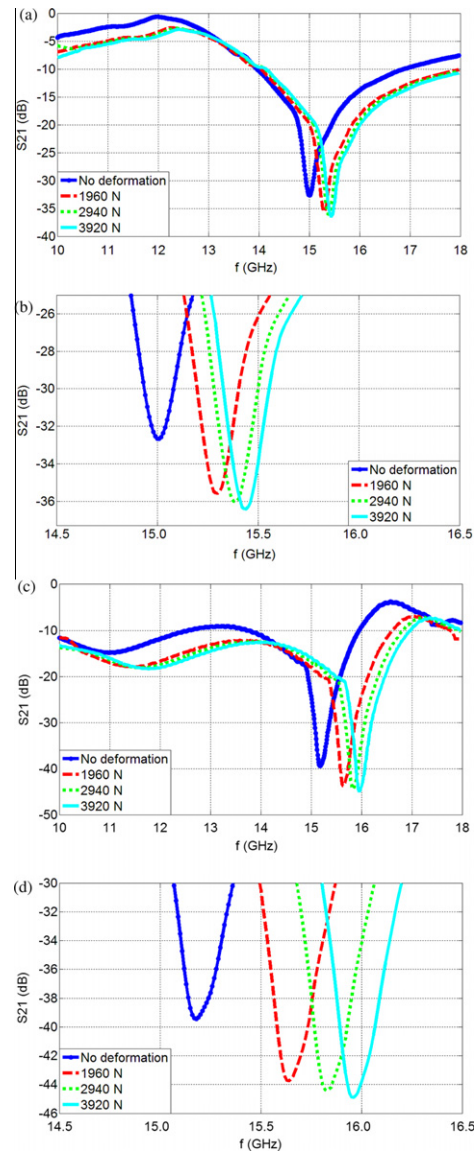 (a)
0
-5
-10
-15
-20
-25
-30
-35
-40
S21 (dB)
No deformation
1960 N
2940 N
3920 N
10 11 12 13 14 15 16 17 18
f (GHz)
(b)
-26
-28
-30
-32
-34
-36
S21 (dB)
No deformation
1960 N
2940 N
3920 N
14.5 15.0 15.5 16.0 16.5
f (GHz)
(c)
0
-10
-20
-30
-40
-50
S21 (dB)
No deformation
1960 N
2940 N
3920 N
10 11 12 13 14 15 16 17 18
f (GHz)
(d)
-30
-32
-34
-36
-38
-40
-42
-44
-46
S21 (dB)
No deformation
1960 N
2940 N
3920 N
14.5 15.0 15.5 16.0 16.5
f (GHz)